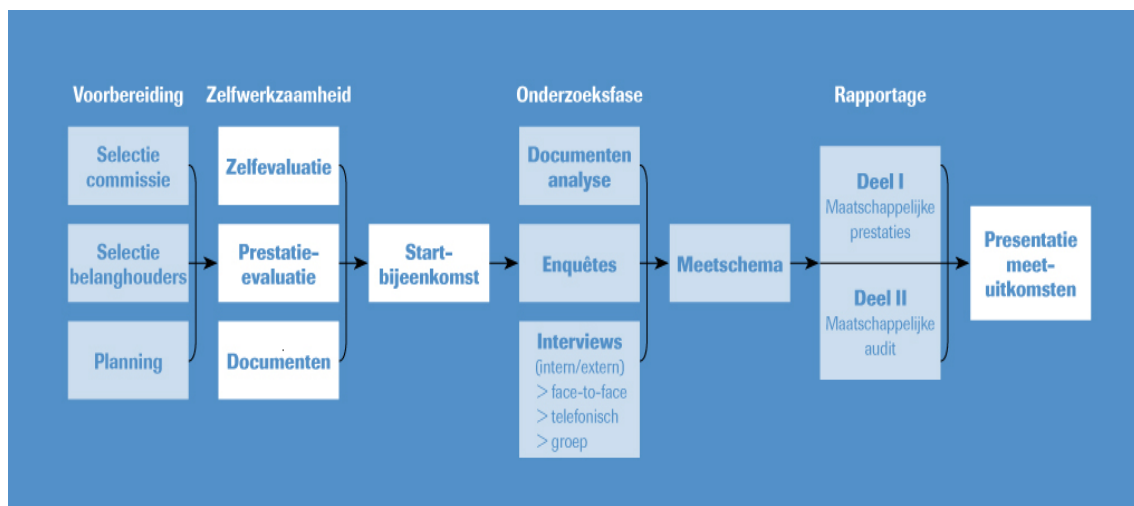 Voorbereiding
Selectie
commissie
Selectie
belanghouders
Planning
Zelfwerkzaamheid
Zelfevaluatie
Prestatie-
evaluatie
Documenten
Start-
bijeenkomst
Onderzoeksfase
Documenten
analyse
Enquêtes
Interviews
(intern/extern)
> face-to-face
> telefonisch
> groep
Meetschema
Rapportage
Deel I
Maatschappelijke
prestaties
Deel II
Maatschappelijke
audit
Presentatie
meet-
uitkomsten